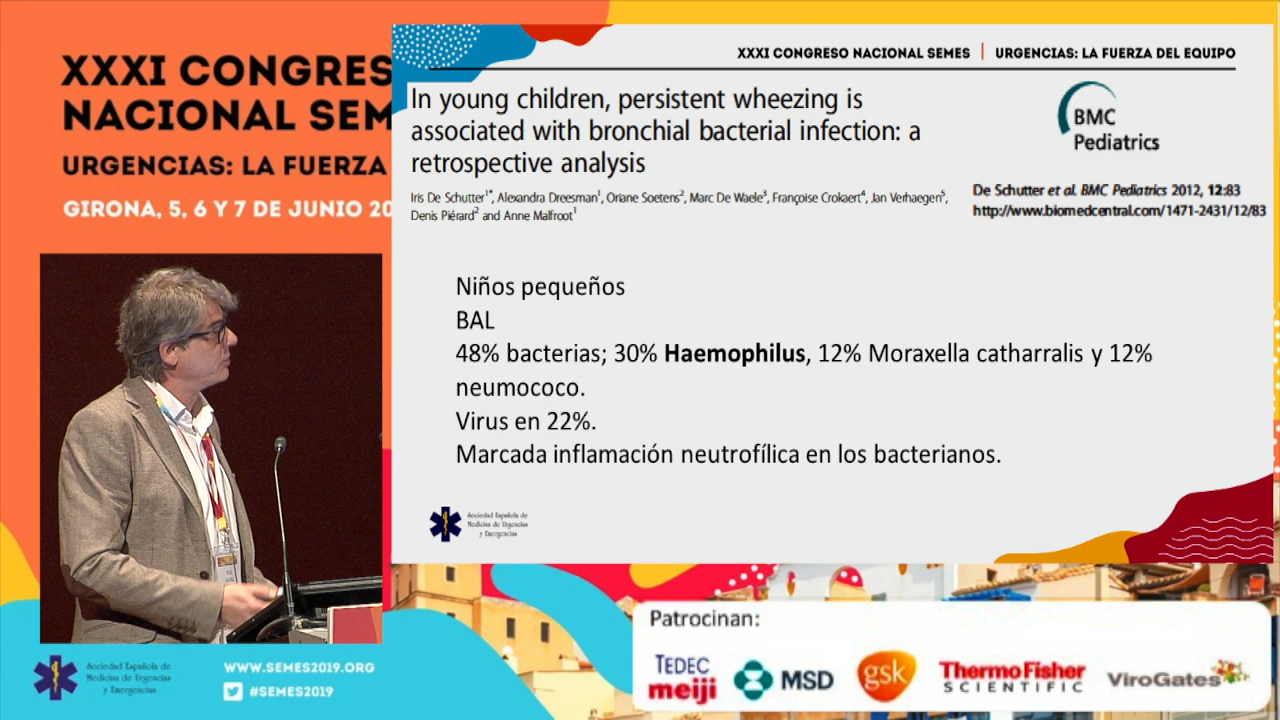 XXXI CONGRES
NACIONAL SEM
URGENCIAS: LA FUERZA
GIRONA, 5, 6 Y 7 DE JUNIO 20
XXXI CONGRESO NACIONAL SEMES | URGENCIAS: LA FUERZA DEL EQUIPO
In young children, persistent wheezing is
associated with bronchial bacterial infection: a
retrospective analysis
Iris De Schutter1*, Alexandra Dreesman1, Oriane Soetens2, Marc De Waele3, Françoise Crokaert4, Jan Verhaegen5,
Denis Piérard2 and Anne Malfroot1
BMC
Pediatrics
De Schutter et al. BMC Pediatrics 2012, 12:83
http://www.biomedcentral.com/1471-2431/12/83
Niños pequeños
BAL
48% bacterias; 30% Haemophilus, 12% Moraxella catharralis y 12%
neumococo.
Virus en 22%.
Marcada inflamación neutrofílica en los bacterianos.
Sociedad Española de
Medicina de Urgencias
y Emergencias
Sociedad Española de
Medicina de Urgencias
y Emergencias
WWW.SEMES2019.ORG
#SEMES2019
Patrocinan:
TEDEC
meiji
MSD
gsk
ThermoFisher
SCIENTIFIC
ViroGates